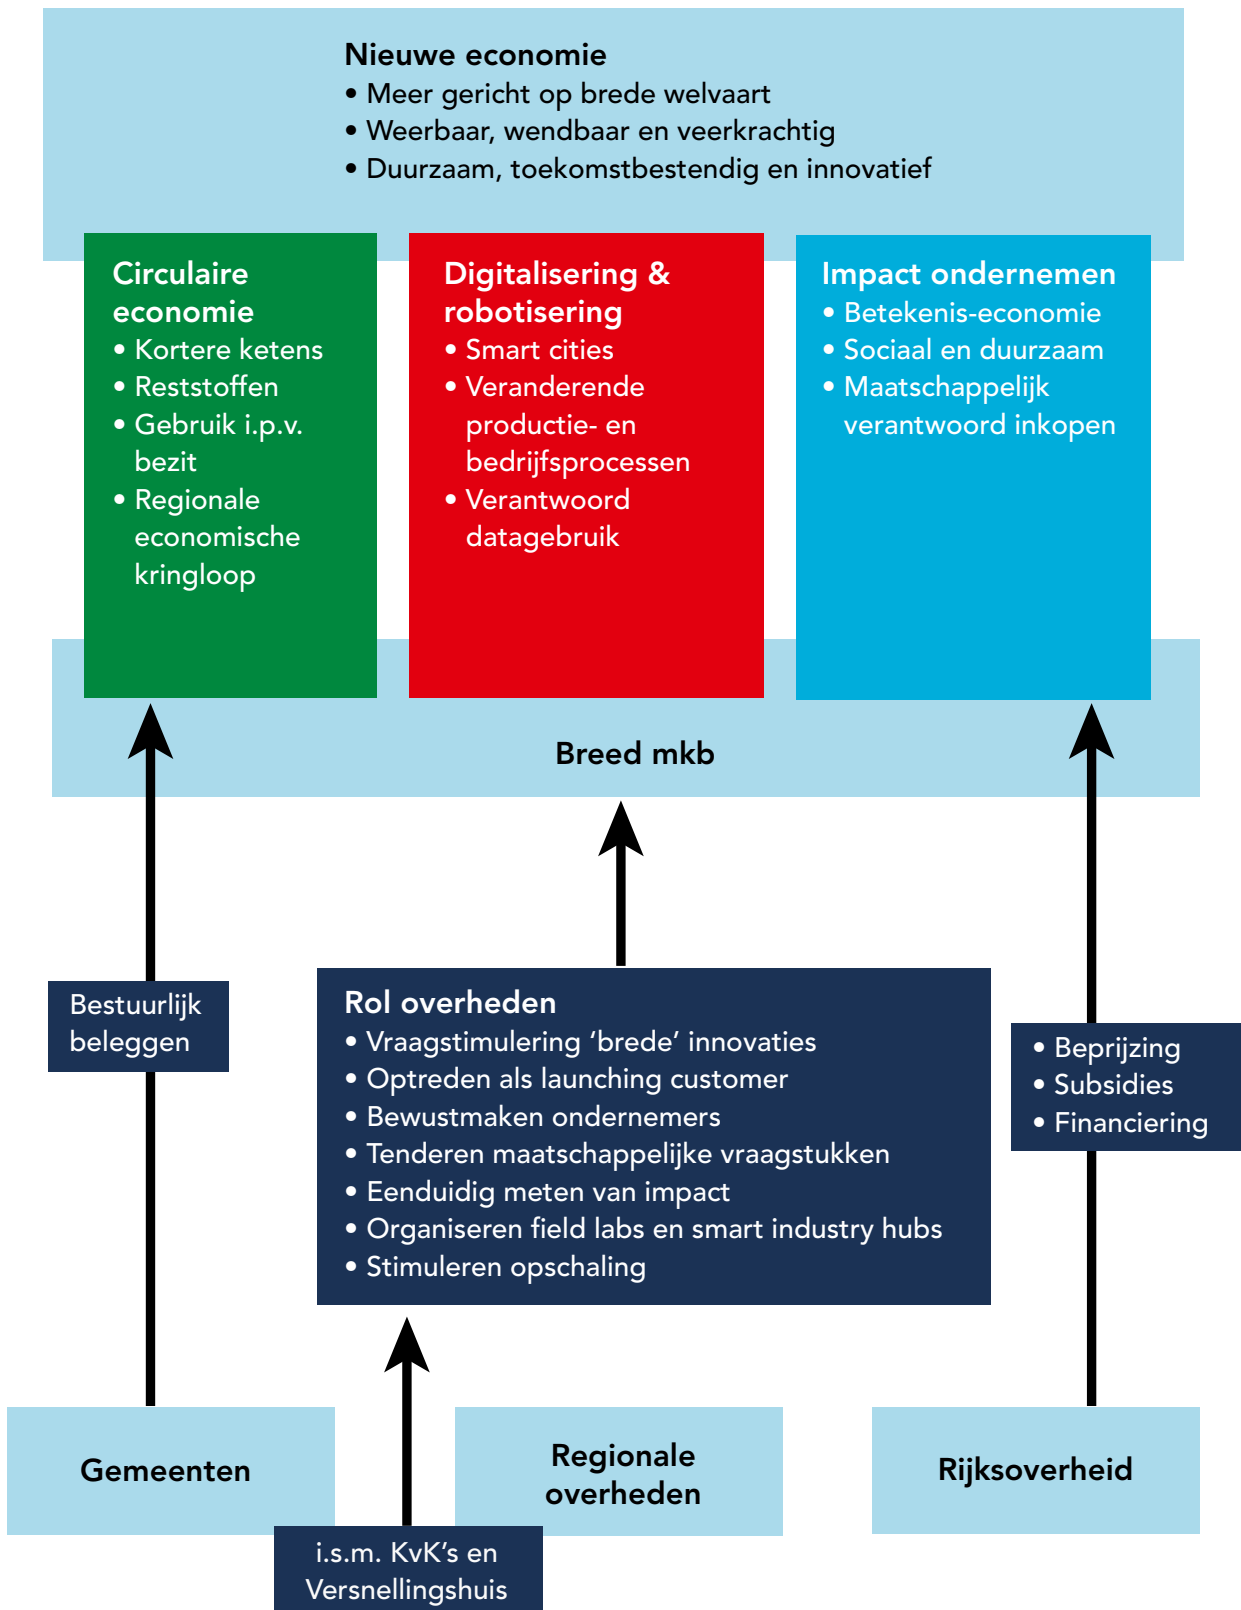 Nieuwe economie
• Meer gericht op brede welvaart
• Weerbaar, wendbaar en veerkrachtig
• Duurzaam, toekomstbestendig en innovatief
Circulaire
economie
• Kortere ketens
• Reststoffen
• Gebruik i.p.v.
bezit
• Regionale
economische
kringloop
Digitalisering &
robotisering
• Smart cities
• Veranderende
productie- en
bedrijfsprocessen
• Verantwoord
datagebruik
Impact ondernemen
• Betekenis-economie
• Sociaal en duurzaam
• Maatschappelijk
verantwoord inkopen
Breed mkb
Bestuurlijk
beleggen
Rol overheden
• Vraagstimulering ‘brede’ innovaties
• Optreden als launching customer
• Bewustmaken ondernemers
• Tenderen maatschappelijke vraagstukken
• Eenduidig meten van impact
• Organiseren field labs en smart industry hubs
• Stimuleren opschaling
• Beprijzing
• Subsidies
• Financiering
Gemeenten
Regionale
overheden
Rijksoverheid
i.s.m. KvK’s en
Versnellingshuis